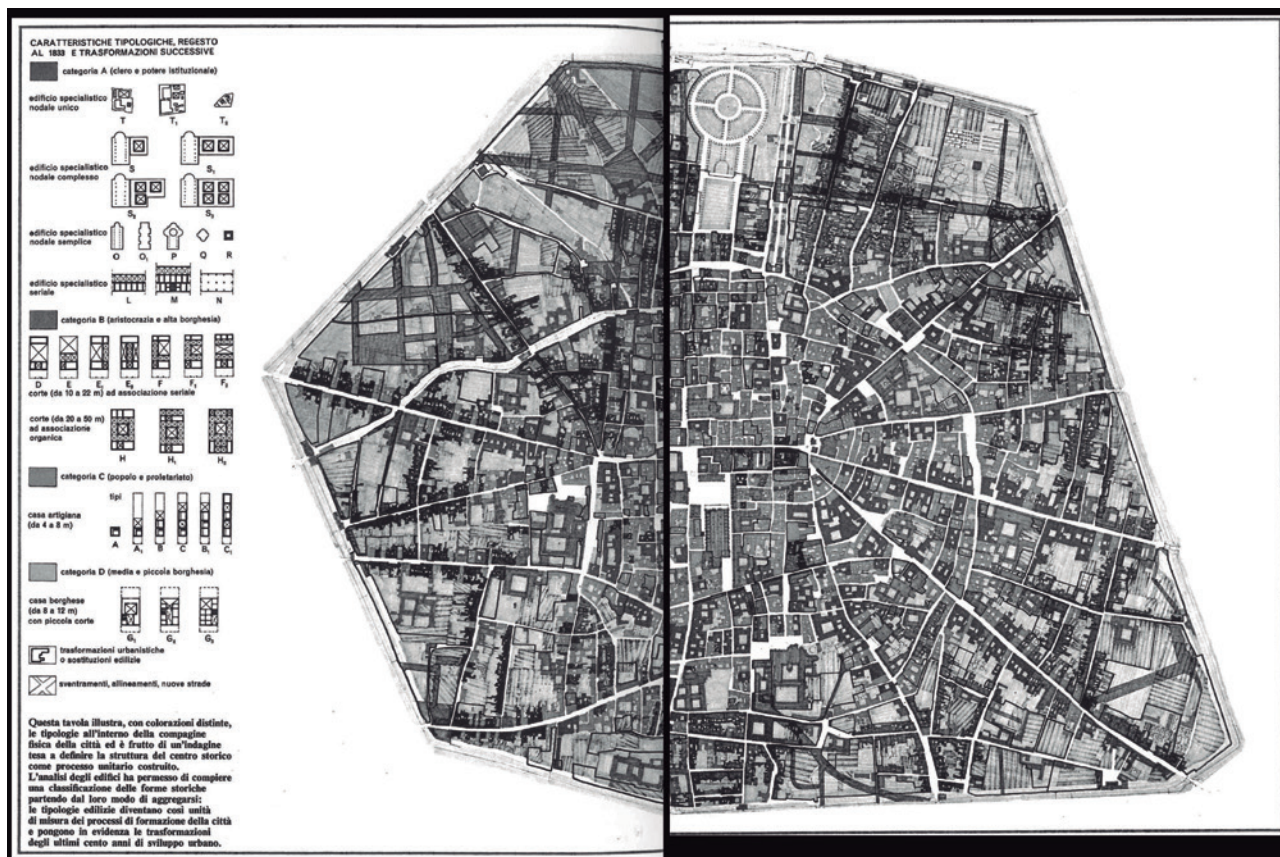 CARATTERISTICHE TIPOLOGICHE, REGESTO
AL 1833 E TRASFORMAZIONI SUCCESSIVE
categoria A (clero e potere istituzionale)
edificio specialistico
nodale unico
T T₁ T₂
edificio specialistico
nodale complesso
S S₁
S₂ S₃
edificio specialistico
nodale semplice
O O₁ P Q R
edificio specialistico
seriale
L M N
categoria B (aristocrazia e alta borghesia)
D E E₁ E₂ F F₁ F₂
corte (da 10 a 22 m) ad associazione seriale
corte (da 20 a 50 m)
ad associazione
organica
H H₁ H₂
categoria C (popolo e proletariato)
tipi
casa artigiana
(da 4 a 8 m)
A A₁ B C B₁ C₁
categoria D (media e piccola borghesia)
casa borghese
(da 8 a 12 m)
con piccola corte
G₁ G₂ G₃
trasformazioni urbanistiche
o sostituzioni edilizie
sventramenti, allineamenti, nuove strade
Questa tavola illustra, con colorazioni distinte,
le tipologie all'interno della compagine
fisica della città ed è frutto di un'indagine
tesa a definire la struttura del centro storico
come processo unitario costruito.
L'analisi degli edifici ha permesso di compiere
una classificazione delle forme storiche
partendo dal loro modo di aggregarsi:
le tipologie edilizie diventano così unità
di misura dei processi di formazione della città
e pongono in evidenza le trasformazioni
degli ultimi cento anni di sviluppo urbano.